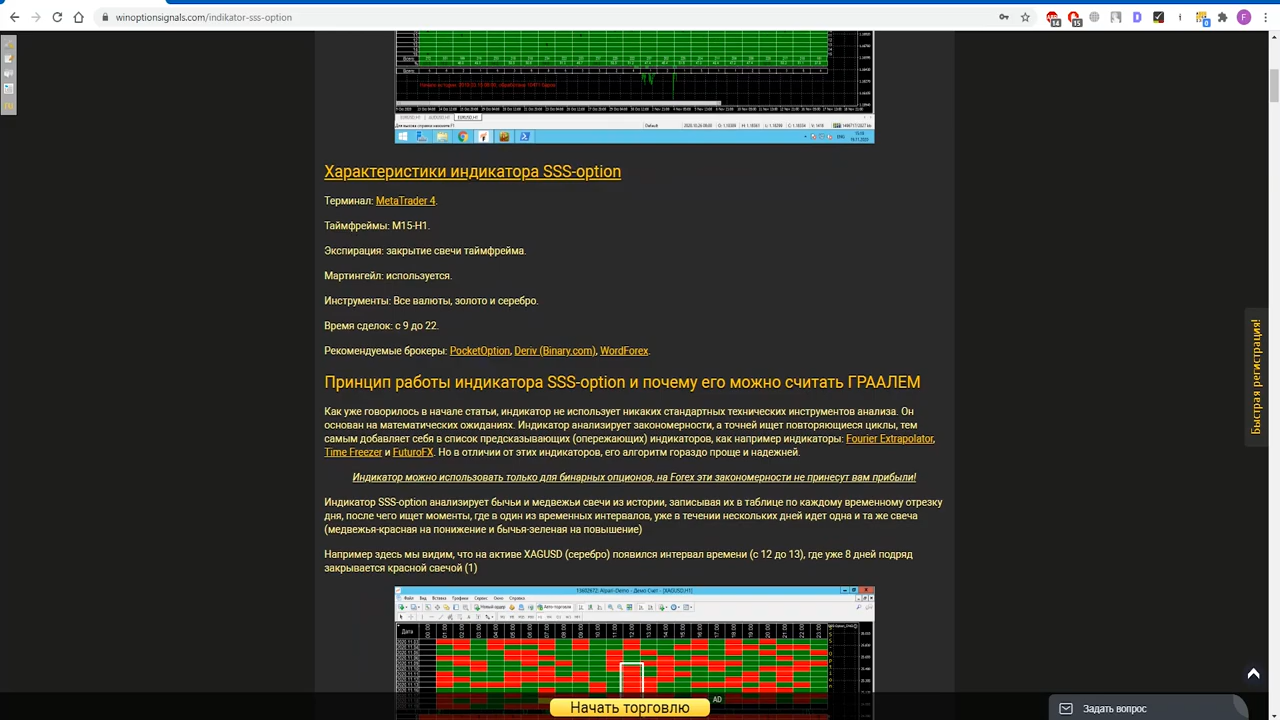 winoptionsignals.com/indikator-sss-option
Характеристики индикатора SSS-option
Терминал: MetaTrader 4.
Таймфреймы: M15-H1.
Экспирация: закрытие свечи таймфрейма.
Мартингейл: используется.
Инструменты: Все валюты, золото и серебро.
Время сделок: с 9 до 22.
Рекомендуемые брокеры: PocketOption, Deriv (Binary.com), WordForex.
Принцип работы индикатора SSS-option и почему его можно считать ГРААЛЕМ
Как уже говорилось в начале статьи, индикатор не использует никаких стандартных технических инструментов анализа. Он
основан на математических ожиданиях. Индикатор анализирует закономерности, а точней ищет повторяющиеся циклы, тем
самым добавляет себя в список предсказывающих (опережающих) индикаторов, как например индикаторы: Fourier Extrapolator,
Time Freezer и FuturoFX. Но в отличии от этих индикаторов, его алгоритм гораздо проще и надежней.
Индикатор можно использовать только для бинарных опционов, на Forex эти закономерности не принесут вам прибыли!
Индикатор SSS-option анализирует бычьи и медвежьи свечи из истории, записывая их в таблице по каждому временному отрезку
дня, после чего ищет моменты, где в один из временных интервалов, уже в течении нескольких дней идет одна и та же свеча
(медвежья-красная на понижение и бычья-зеленая на повышение)
Например здесь мы видим, что на активе XAGUSD (серебро) появился интервал времени (с 12 до 13), где уже 8 дней подряд
закрывается красной свечой (1)
Дата
AD
Начать торговлю
Задать вопрос
Быстрая регистрация!